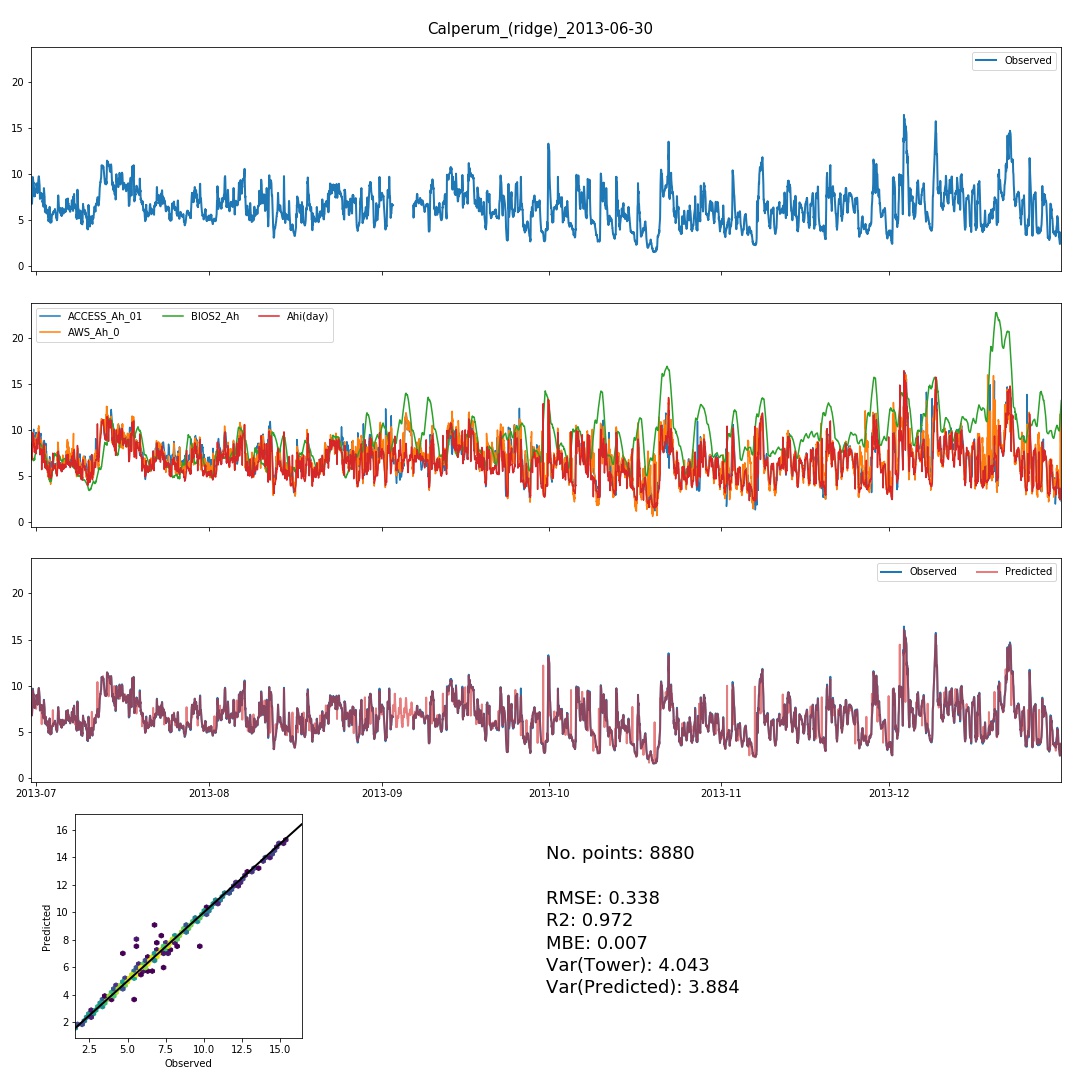 Calperum_(ridge)_2013-06-30
Observed
20
15
10
5
0
ACCESS_Ah_01 BIOS2_Ah Ahi(day)
AWS_Ah_0
20
15
10
5
0
Observed Predicted
20
15
10
5
0
2013-07 2013-08 2013-09 2013-10 2013-11 2013-12
16
14
12
10
8
6
4
2
Predicted
2.5 5.0 7.5 10.0 12.5 15.0
Observed
No. points: 8880
RMSE: 0.338
R2: 0.972
MBE: 0.007
Var(Tower): 4.043
Var(Predicted): 3.884